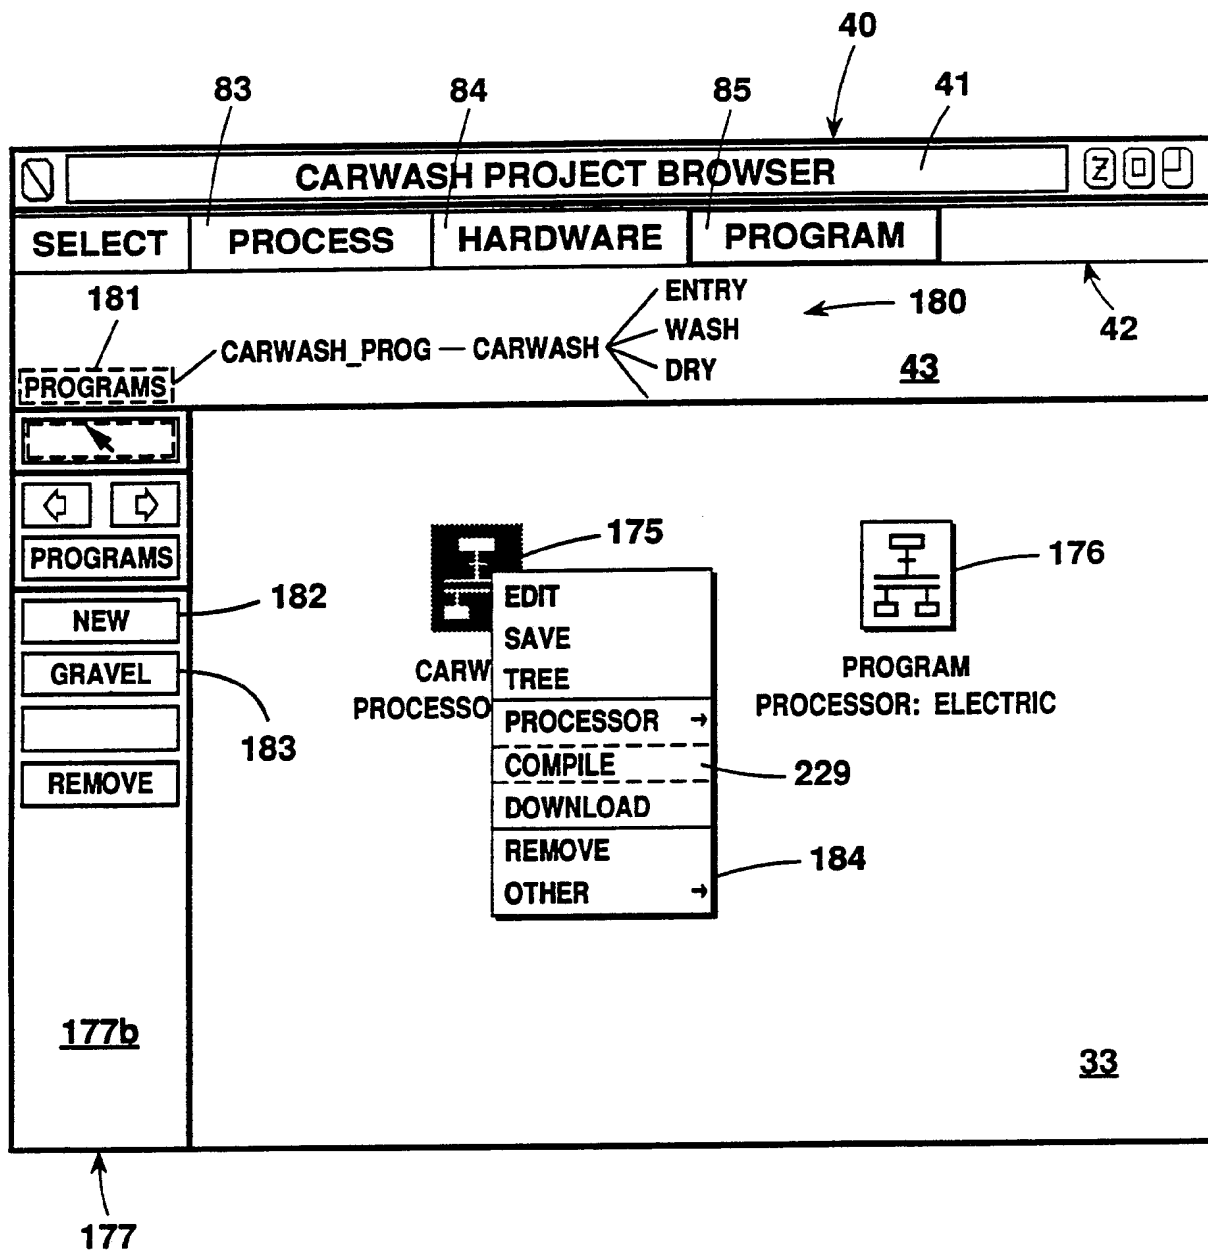 40
83 84 85 41
CARWASH PROJECT BROWSER Z
SELECT PROCESS HARDWARE PROGRAM
181 ENTRY 180 42
WASH
CARWASH_PROG — CARWASH
DRY 43
PROGRAMS
175 176
PROGRAMS
182
NEW
GRAVEL
183
REMOVE
EDIT
SAVE
TREE
PROCESSOR →
COMPILE 229
DOWNLOAD
REMOVE 184
OTHER →
CARW
PROCESSO
PROGRAM
PROCESSOR: ELECTRIC
177b
33
177